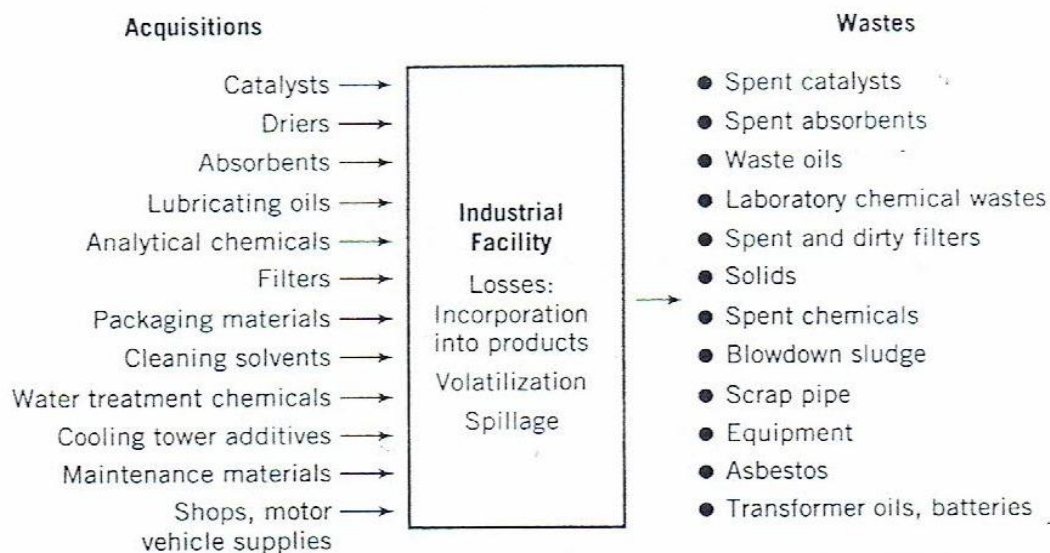 Acquisitions
Catalysts
Driers
Absorbents
Lubricating oils
Analytical chemicals
Filters
Packaging materials
Cleaning solvents
Water treatment chemicals
Cooling tower additives
Maintenance materials
Shops, motor
vehicle supplies
Industrial
Facility
Losses:
Incorporation
into products
Volatilization
Spillage
Wastes
● Spent catalysts
● Spent absorbents
● Waste oils
● Laboratory chemical wastes
● Spent and dirty filters
● Solids
● Spent chemicals
● Blowdown sludge
● Scrap pipe
● Equipment
● Asbestos
● Transformer oils, batteries